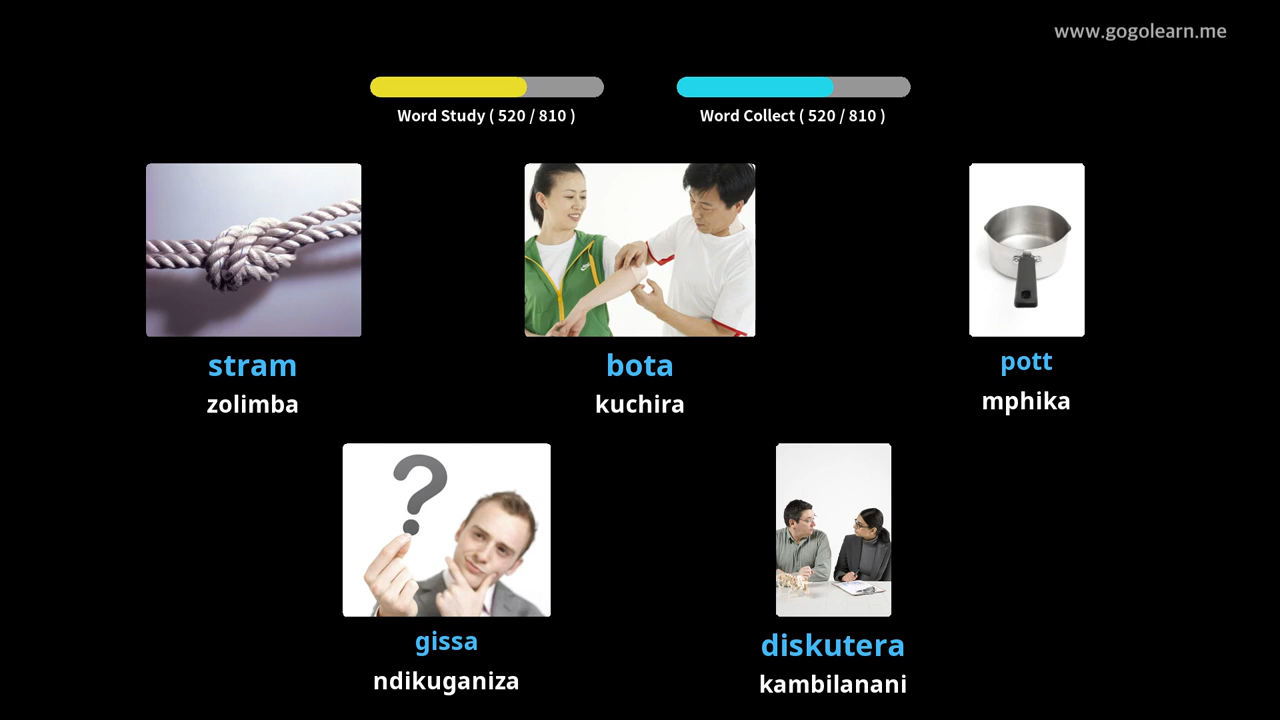 www.gogolearn.me
Word Study ( 520 / 810 )
Word Collect ( 520 / 810 )
stram
zolimba
bota
kuchira
pott
mphika
gissa
ndikuganiza
diskutera
kambilanani